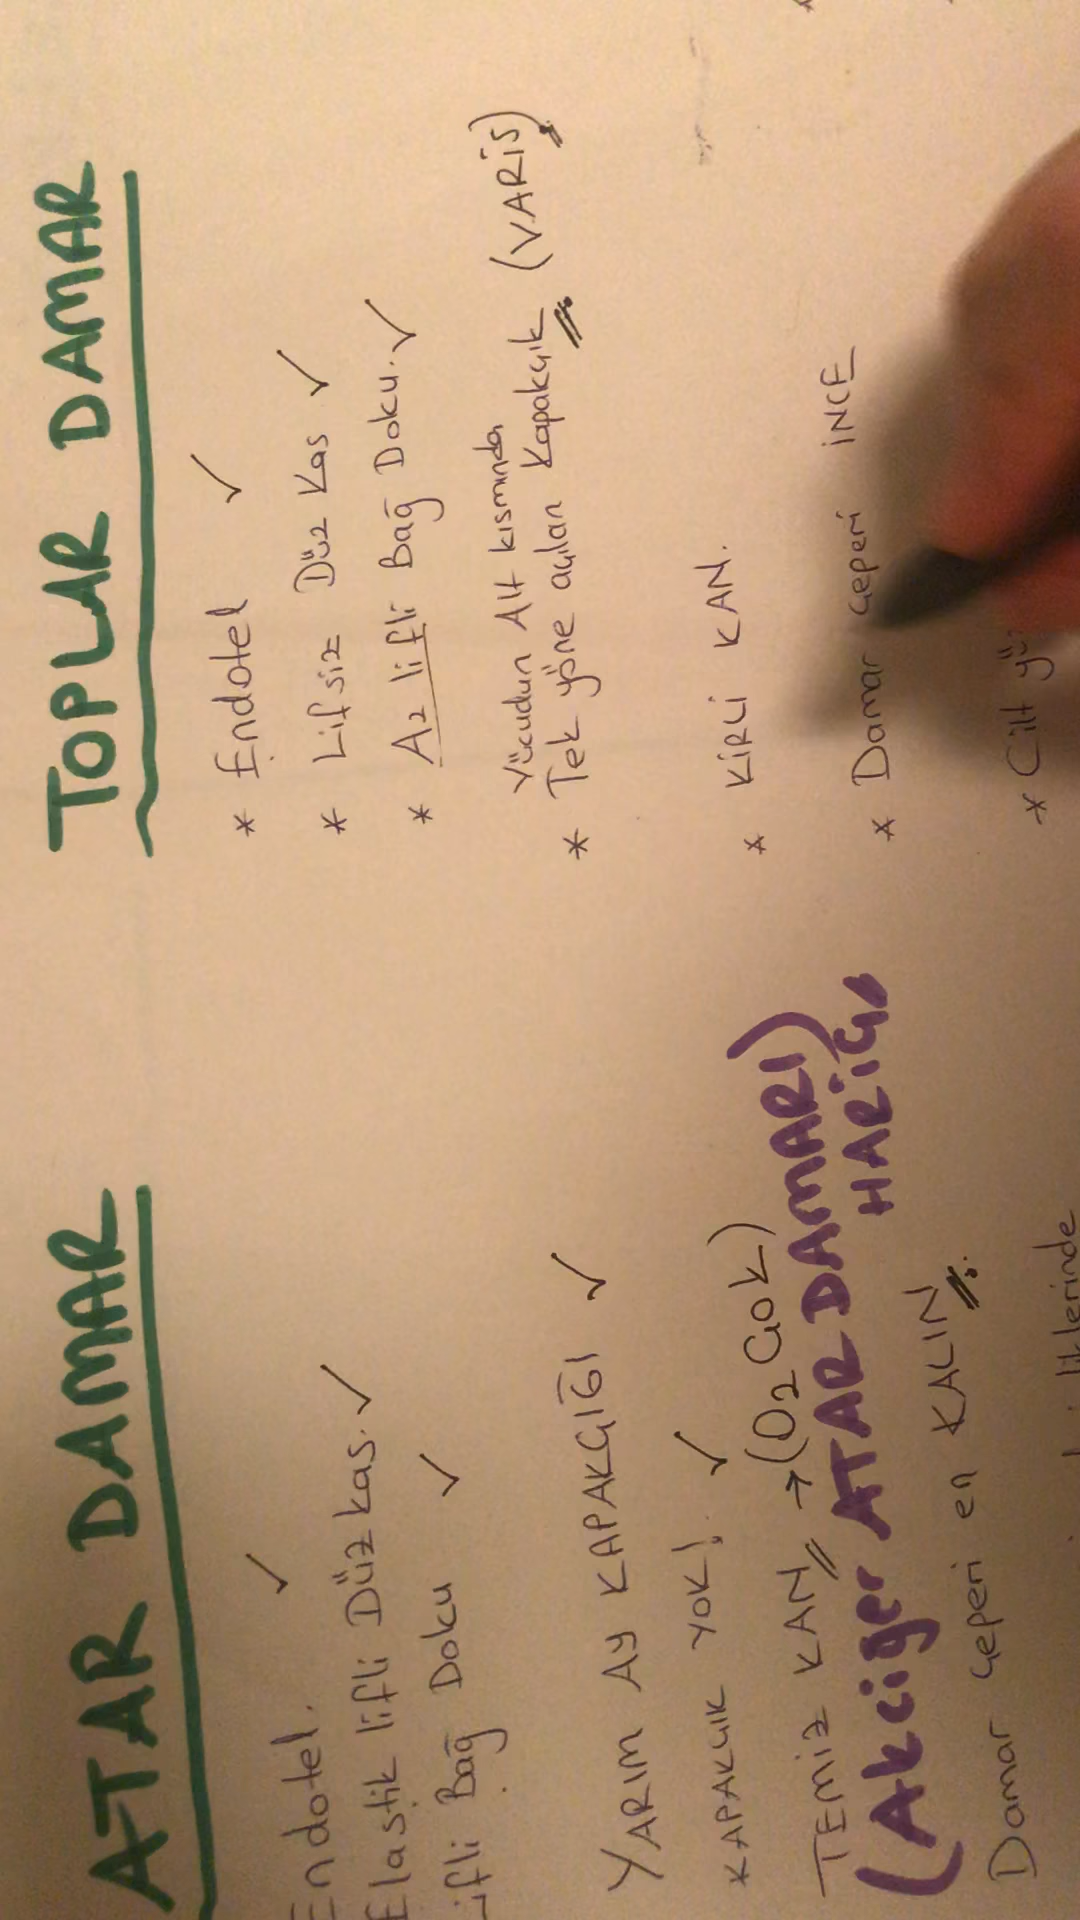 ATAR DAMAR
Endotel. ✓
Elastik lifli Düz kas. ✓
Lifli Bağ Doku ✓
YARIM AY KAPAKÇIĞI ✓
* KAPAKÇIK YOK! ✓
TEMİZ KAN → (O2 ÇOK)
(Akciğer ATAR DAMARI)
HARİÇ
Damar çeperi en KALIN
TOPLAR DAMAR
* Endotel ✓
* Lifsiz Düz Kas ✓
* Az lifli Bağ Doku. ✓
Vücudun Alt kısmında
* Tek yöne açılan Kapakçık (VARİS)
* KİRLİ KAN.
* Damar çeperi İNCE
* Cilt